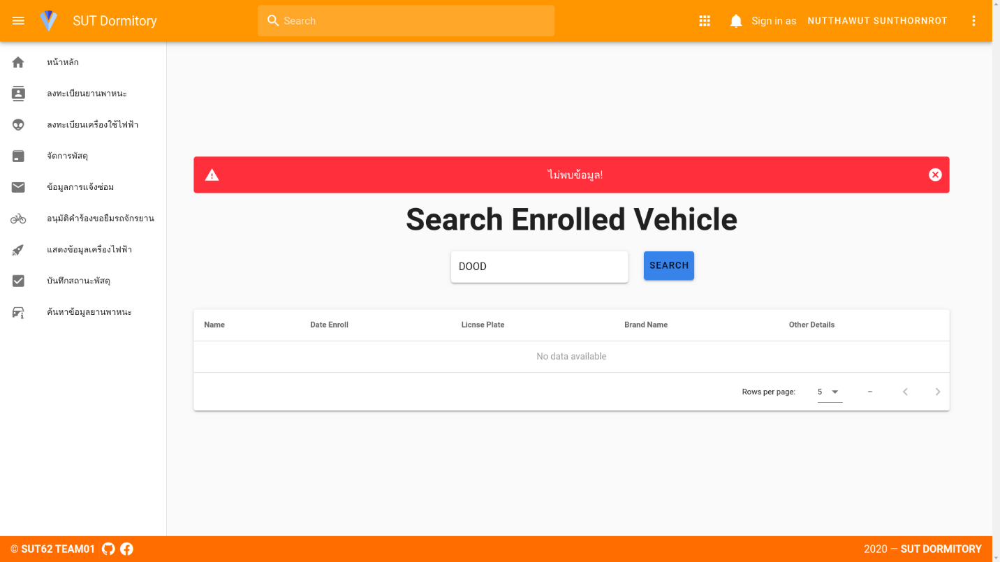 SUT Dormitory
Search
Sign in as
NUTTHAWUT SUNTHORNROT
หน้าหลัก
ลงทะเบียนยานพาหนะ
ลงทะเบียนเครื่องใช้ไฟฟ้า
จัดการพัสดุ
ข้อมูลการแจ้งซ่อม
อนุมัติคำร้องขอยืมรถจักรยาน
แสดงข้อมูลเครื่องไฟฟ้า
บันทึกสถานะพัสดุ
ค้นหาข้อมูลยานพาหนะ
ไม่พบข้อมูล!
Search Enrolled Vehicle
DOOD
SEARCH
Name Date Enroll Licnse Plate Brand Name Other Details
No data available
Rows per page: 5 –
© SUT62 TEAM01
2020 — SUT DORMITORY